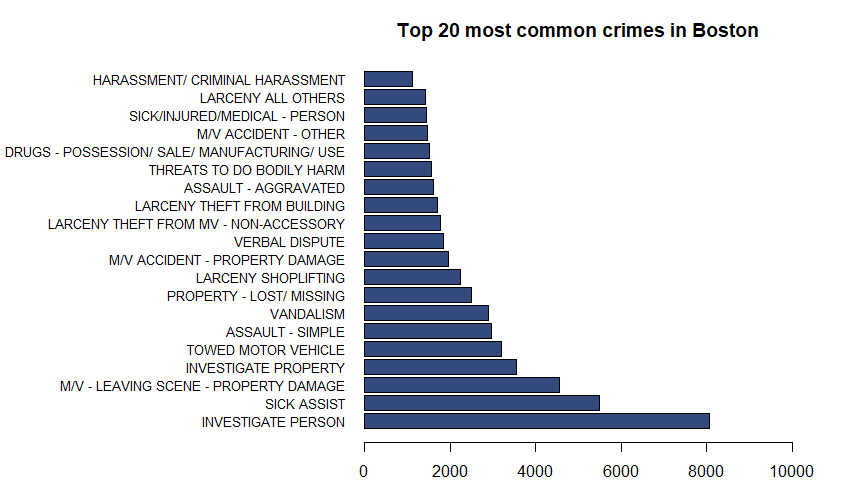 Top 20 most common crimes in Boston
HARASSMENT/ CRIMINAL HARASSMENT
LARCENY ALL OTHERS
SICK/INJURED/MEDICAL - PERSON
M/V ACCIDENT - OTHER
DRUGS - POSSESSION/ SALE/ MANUFACTURING/ USE
THREATS TO DO BODILY HARM
ASSAULT - AGGRAVATED
LARCENY THEFT FROM BUILDING
LARCENY THEFT FROM MV - NON-ACCESSORY
VERBAL DISPUTE
M/V ACCIDENT - PROPERTY DAMAGE
LARCENY SHOPLIFTING
PROPERTY - LOST/ MISSING
VANDALISM
ASSAULT - SIMPLE
TOWED MOTOR VEHICLE
INVESTIGATE PROPERTY
M/V - LEAVING SCENE - PROPERTY DAMAGE
SICK ASSIST
INVESTIGATE PERSON
0 2000 4000 6000 8000 10000